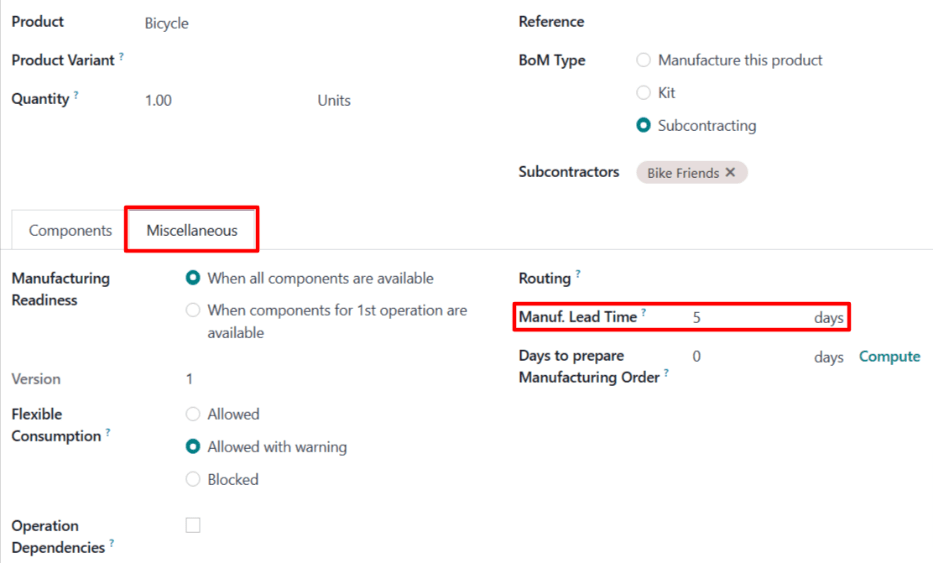 Product Bicycle
Reference
Product Variant ?
BoM Type
Manufacture this product
Quantity ? 1.00 Units
Kit
Subcontracting
Subcontractors Bike Friends ✕
Components Miscellaneous
Manufacturing
Readiness
When all components are available
When components for 1st operation are
available
Routing ?
Manuf. Lead Time ? 5 days
Days to prepare
Manufacturing Order ? 0 days Compute
Version 1
Flexible
Consumption ?
Allowed
Allowed with warning
Blocked
Operation
Dependencies ?